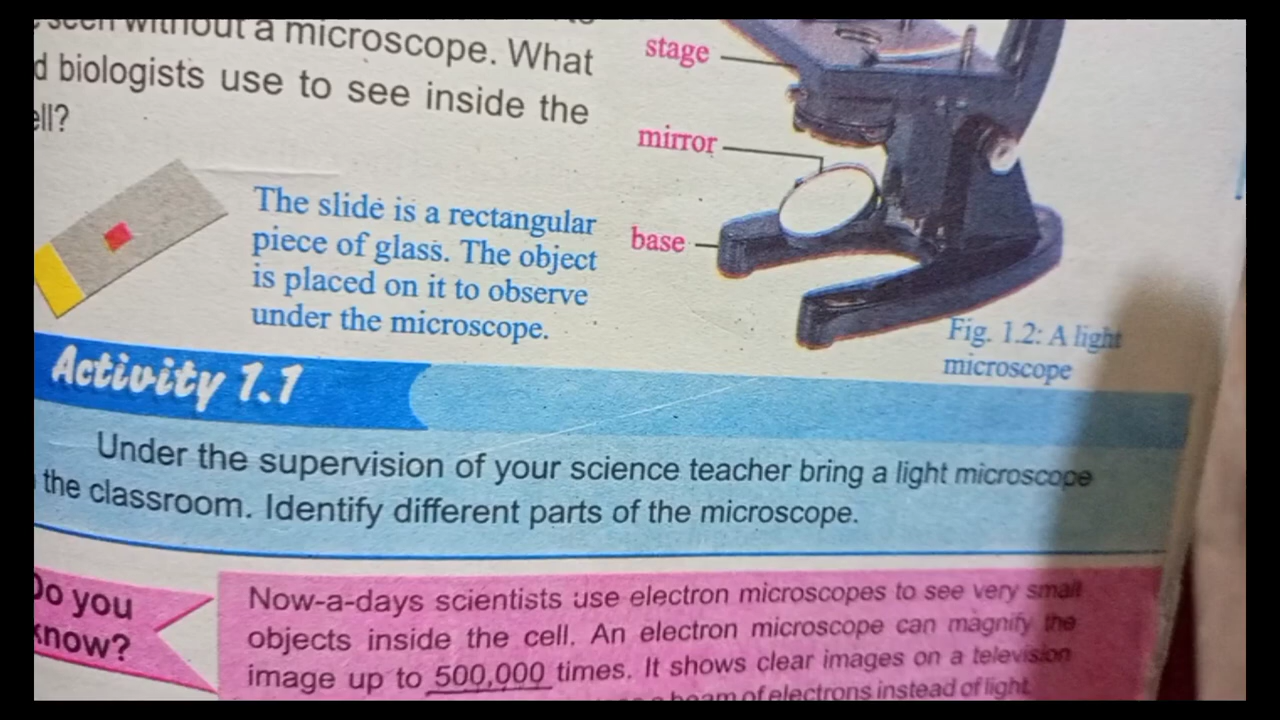 seen without a microscope. What
d biologists use to see inside the
ell?
stage
mirror
base
The slide is a rectangular
piece of glass. The object
is placed on it to observe
under the microscope.
Fig. 1.2: A light
microscope
Activity 1.1
Under the supervision of your science teacher bring a light microscope
the classroom. Identify different parts of the microscope.
Do you
know?
Now-a-days scientists use electron microscopes to see very small
objects inside the cell. An electron microscope can magnify the
image up to 500,000 times. It shows clear images on a television
beam of electrons instead of light.